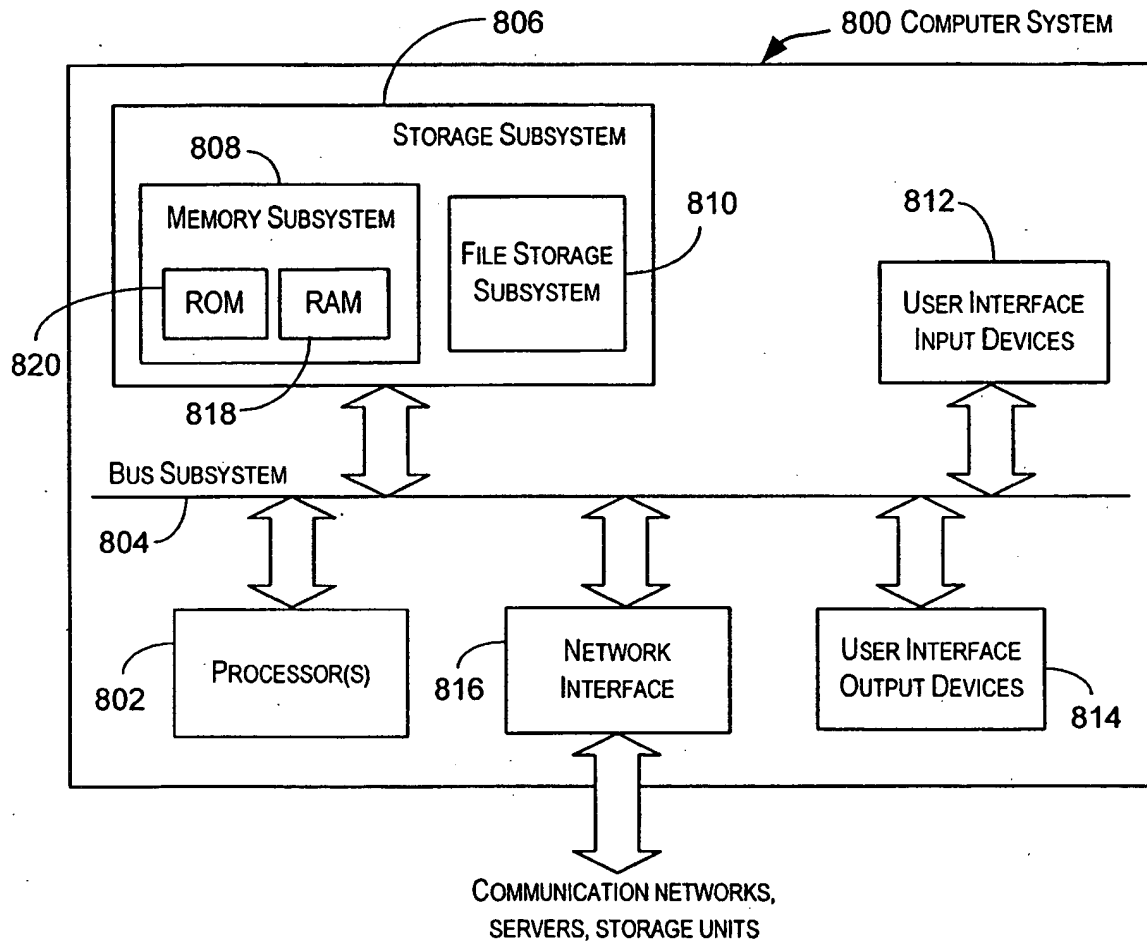 806
800 COMPUTER SYSTEM
STORAGE SUBSYSTEM
808
MEMORY SUBSYSTEM
ROM
RAM
820
818
FILE STORAGE
SUBSYSTEM
810
812
USER INTERFACE
INPUT DEVICES
BUS SUBSYSTEM
804
PROCESSOR(S)
802
NETWORK
INTERFACE
816
USER INTERFACE
OUTPUT DEVICES
814
COMMUNICATION NETWORKS,
SERVERS, STORAGE UNITS